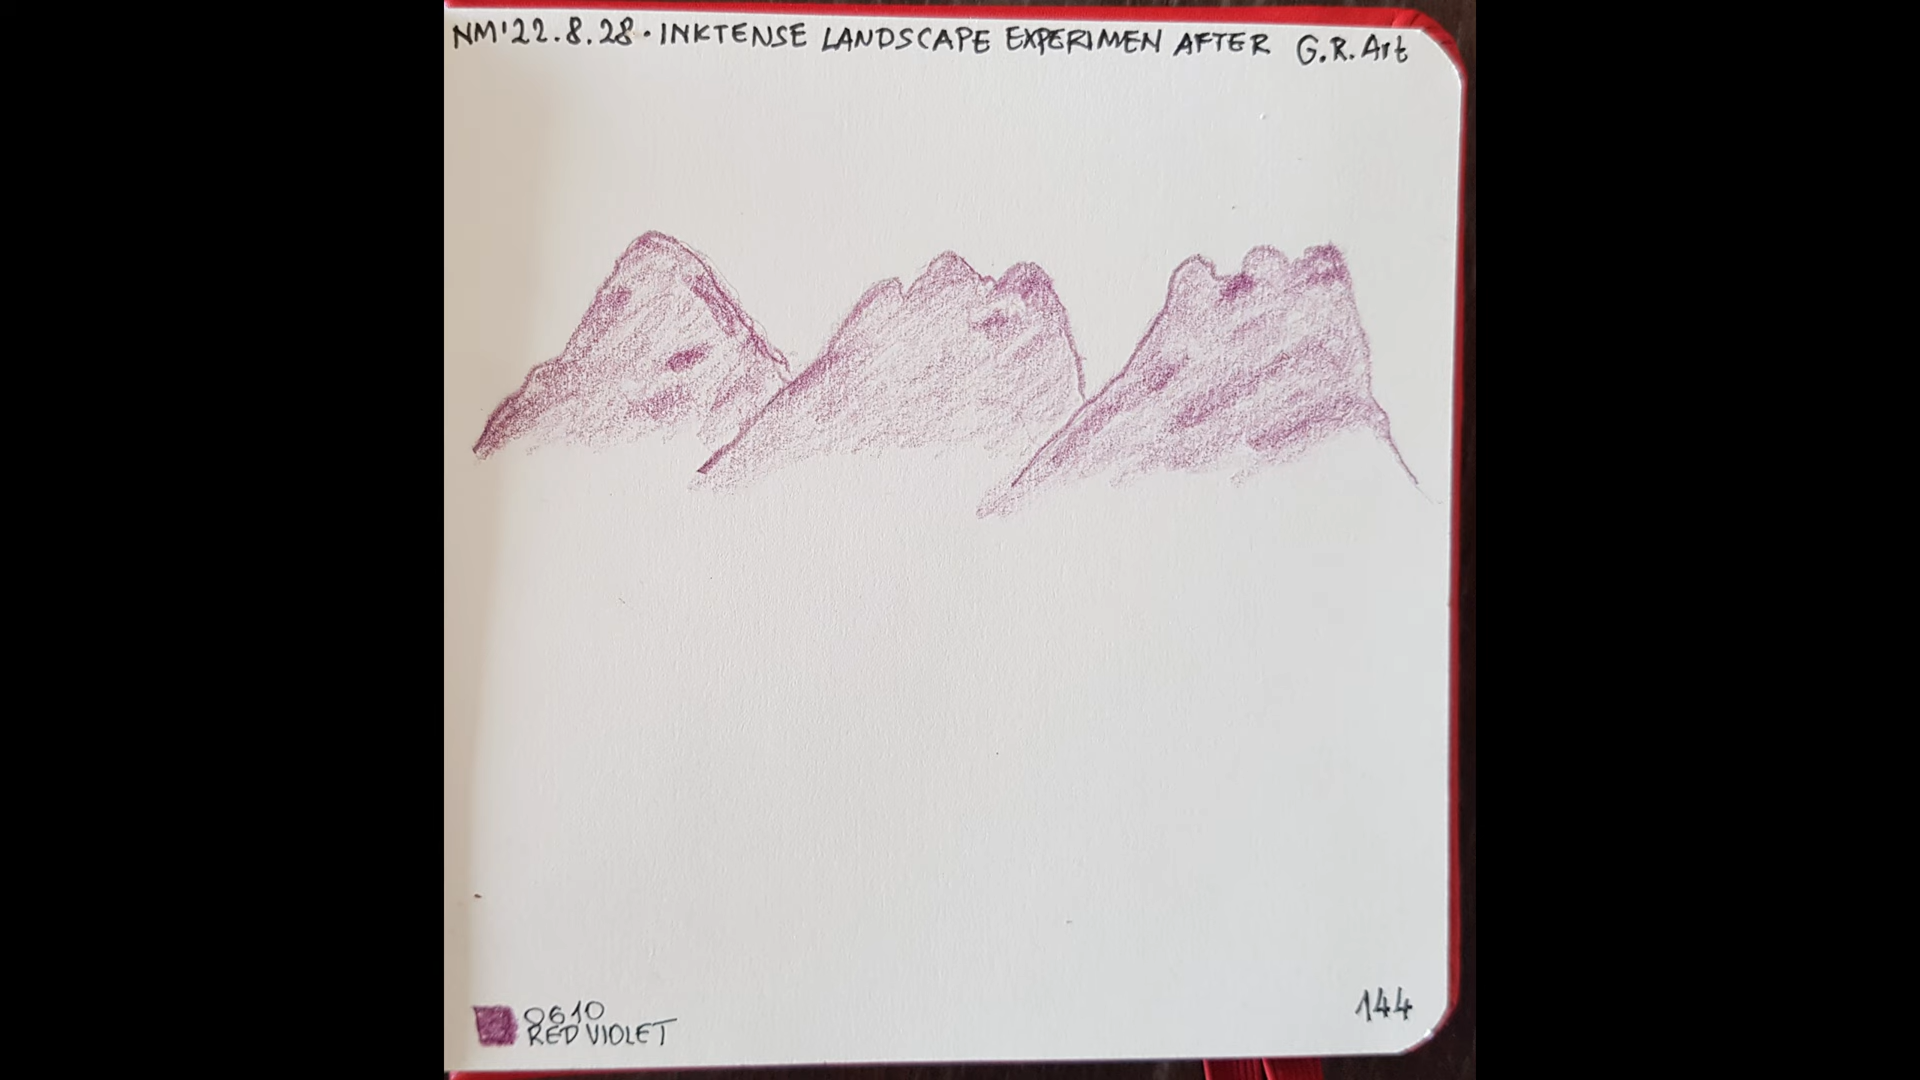 NM'22.8.28 · INKTENSE LANDSCAPE EXPERIMEN AFTER G.R.Art
0610
RED VIOLET
144